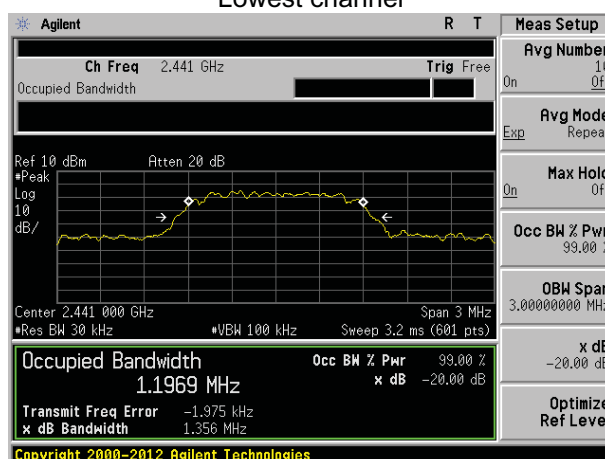 Lowest channel
Agilent R T Meas Setup
Ch Freq 2.441 GHz Trig Free
Occupied Bandwidth
Ref 10 dBm Atten 20 dB
#Peak
Log
10
dB/
Center 2.441 000 GHz Span 3 MHz
#Res BW 30 kHz #VBW 100 kHz Sweep 3.2 ms (601 pts)
Occupied Bandwidth Occ BW % Pwr 99.00 %
1.1969 MHz x dB -20.00 dB
Transmit Freq Error -1.975 kHz
x dB Bandwidth 1.356 MHz
Copyright 2000-2012 Agilent Technologies
Avg Number
On
Avg Mode
Exp Repea
Max Hold
On Of
Occ BW % Pwr
99.00 %
OBW Span
3.00000000 MHz
x dB
-20.00 dB
Optimize
Ref Level